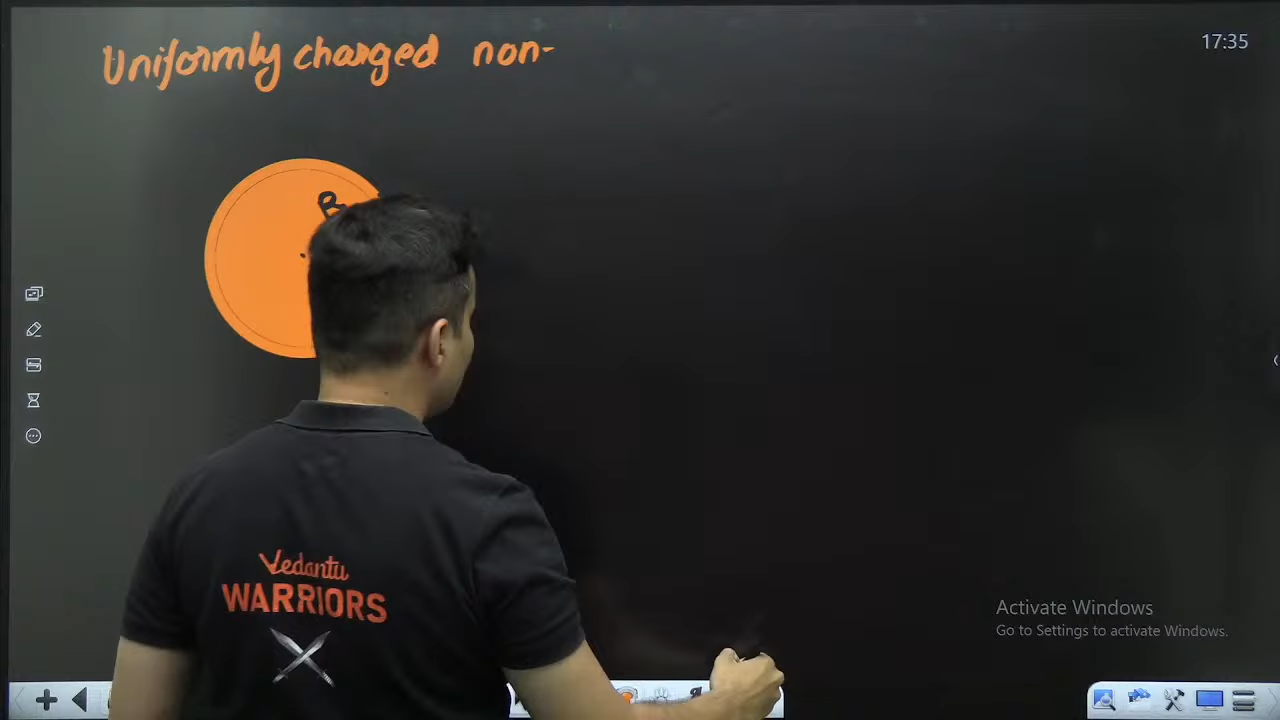 Uniformly charged non-
17:35
R
Vedantu
WARRIORS
Activate Windows
Go to Settings to activate Windows.